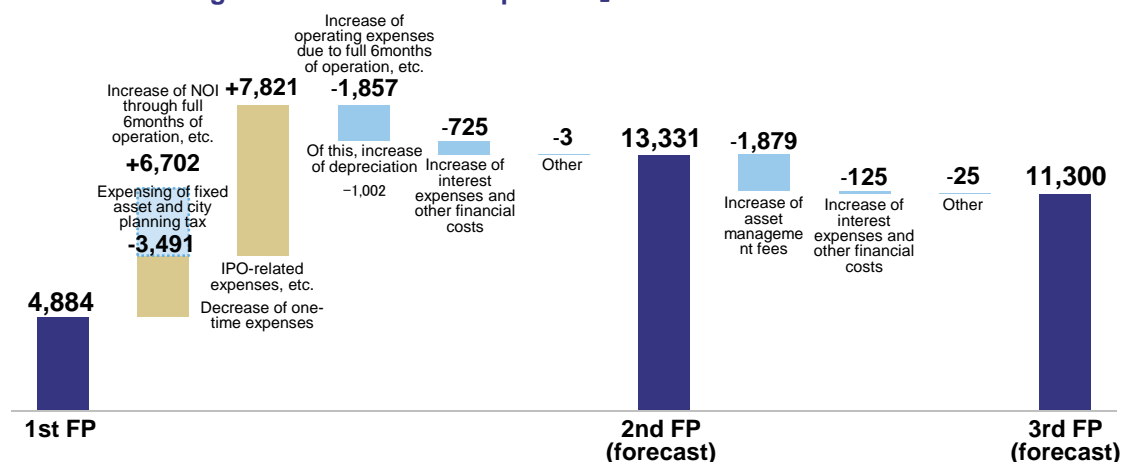 Increase of
operating expenses
due to full 6months
of operation, etc.
-1,857
Increase of NOI
through full
6months of
operation, etc.
+7,821
+6,702
Expensing of fixed
asset and city
planning tax
-3,491
Of this, increase
of depreciation
−1,002
-725
Increase of
interest
expenses and
other financial
costs
-3
Other
13,331
-1,879
Increase of
asset
manageme
nt fees
-125
Increase of
interest
expenses and
other financial
costs
-25
Other
11,300
IPO-related
expenses, etc.
Decrease of one-
time expenses
4,884
1st FP
2nd FP
(forecast)
3rd FP
(forecast)